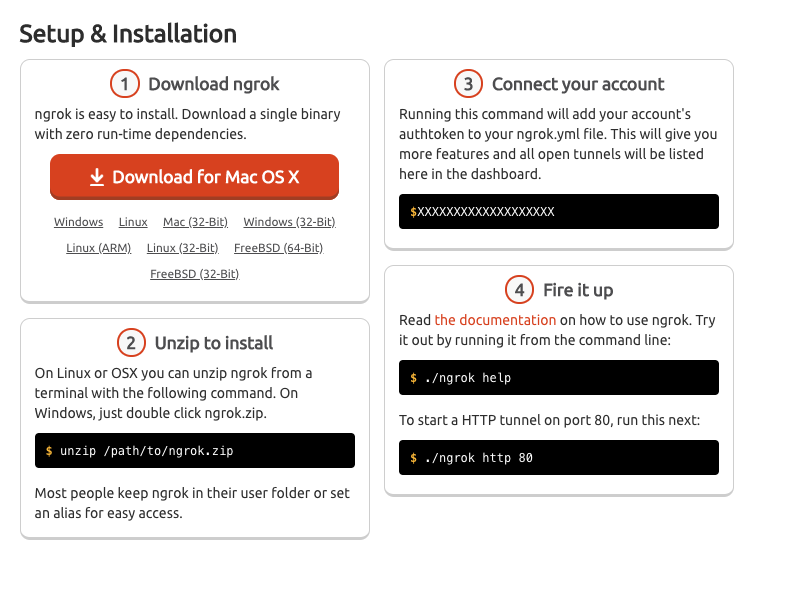 Setup & Installation
1 Download ngrok
ngrok is easy to install. Download a single binary
with zero run-time dependencies.
Download for Mac OS X
Windows Linux Mac (32-Bit) Windows (32-Bit)
Linux (ARM) Linux (32-Bit) FreeBSD (64-Bit)
FreeBSD (32-Bit)
2 Unzip to install
On Linux or OSX you can unzip ngrok from a
terminal with the following command. On
Windows, just double click ngrok.zip.
$ unzip /path/to/ngrok.zip
Most people keep ngrok in their user folder or set
an alias for easy access.
3 Connect your account
Running this command will add your account's
authtoken to your ngrok.yml file. This will give you
more features and all open tunnels will be listed
here in the dashboard.
$XXXXXXXXXXXXXXXXXXX
4 Fire it up
Read the documentation on how to use ngrok. Try
it out by running it from the command line:
$ ./ngrok help
To start a HTTP tunnel on port 80, run this next:
$ ./ngrok http 80